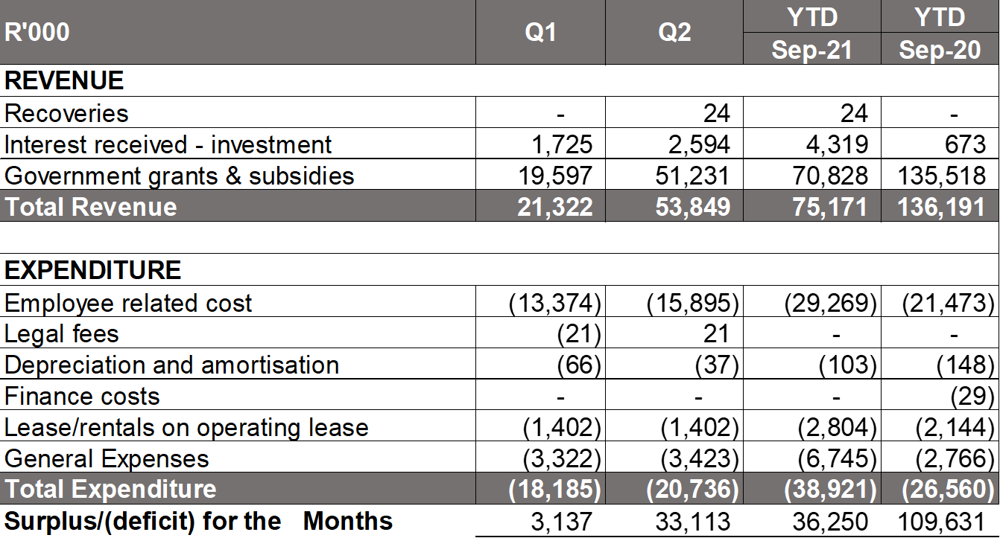 R'000 Q1 Q2 YTD YTD
Sep-21 Sep-20
REVENUE
Recoveries - 24 24 -
Interest received - investment 1,725 2,594 4,319 673
Government grants & subsidies 19,597 51,231 70,828 135,518
Total Revenue 21,322 53,849 75,171 136,191
EXPENDITURE
Employee related cost (13,374) (15,895) (29,269) (21,473)
Legal fees (21) 21 - -
Depreciation and amortisation (66) (37) (103) (148)
Finance costs - - - (29)
Lease/rentals on operating lease (1,402) (1,402) (2,804) (2,144)
General Expenses (3,322) (3,423) (6,745) (2,766)
Total Expenditure (18,185) (20,736) (38,921) (26,560)
Surplus/(deficit) for the Months 3,137 33,113 36,250 109,631